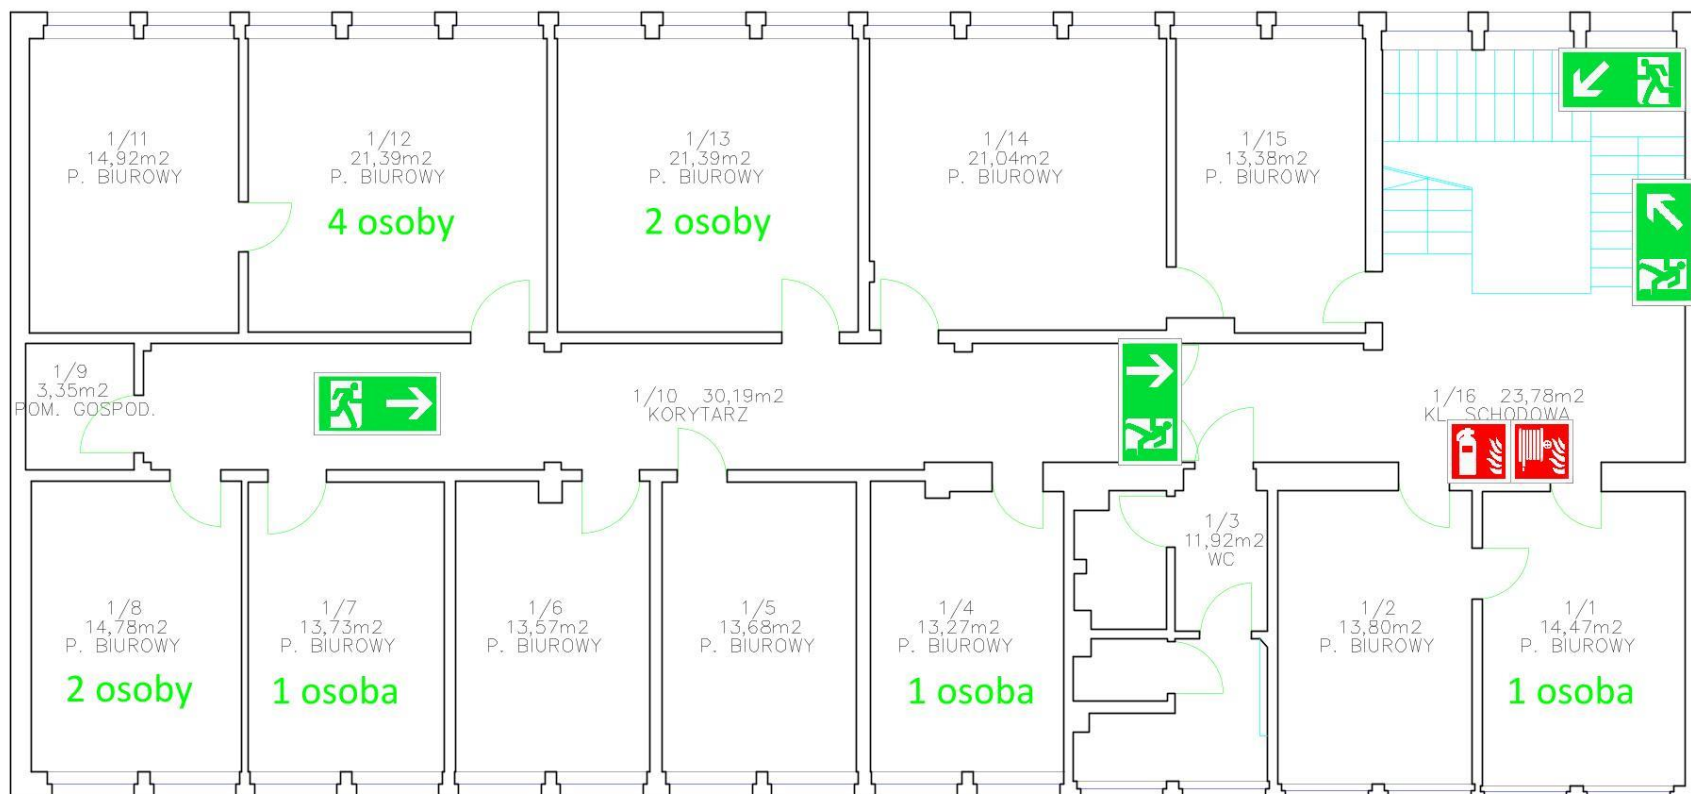 1/11
14,92m2
P. BIUROWY
1/12
21,39m2
P. BIUROWY
4 osoby
1/13
21,39m2
P. BIUROWY
2 osoby
1/14
21,04m2
P. BIUROWY
1/15
13,38m2
P. BIUROWY
1/9
3,35m2
POM. GOSPOD.
1/10 30,19m2
KORYTARZ
1/16 23,78m2
KL. SCHODOWA
1/3
11,92m2
WC
1/8
14,78m2
P. BIUROWY
2 osoby
1/7
13,73m2
P. BIUROWY
1 osoba
1/6
13,57m2
P. BIUROWY
1/5
13,68m2
P. BIUROWY
1/4
13,27m2
P. BIUROWY
1 osoba
1/2
13,80m2
P. BIUROWY
1/1
14,47m2
P. BIUROWY
1 osoba